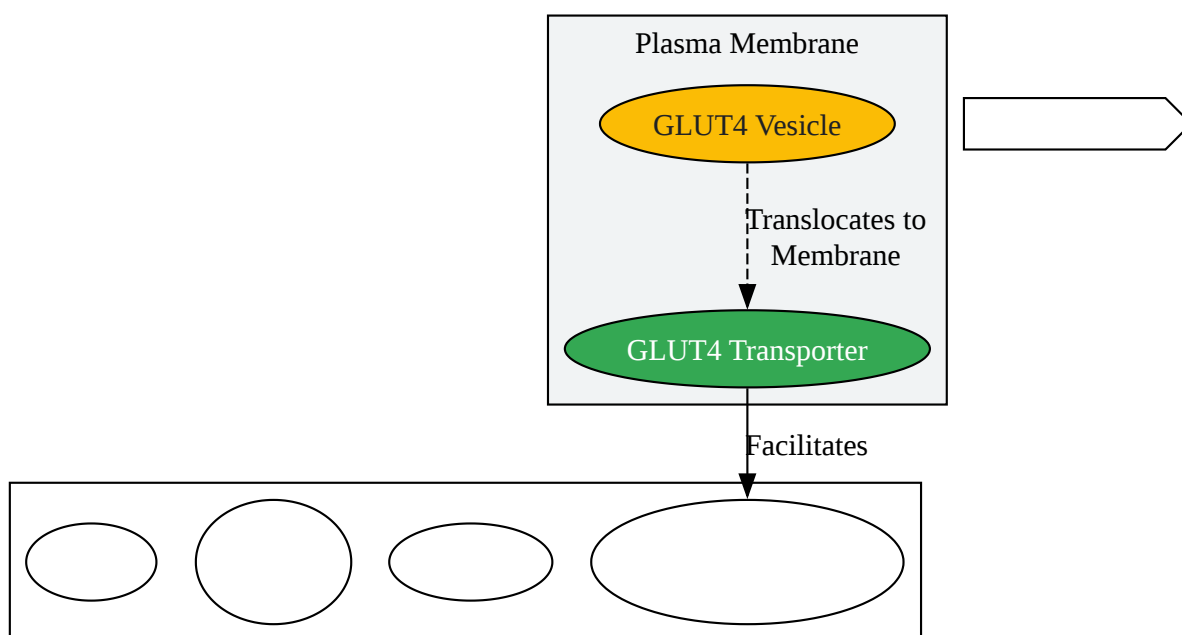 Plasma Membrane
GLUT4 Vesicle
Translocates to
Membrane
GLUT4 Transporter
Facilitates